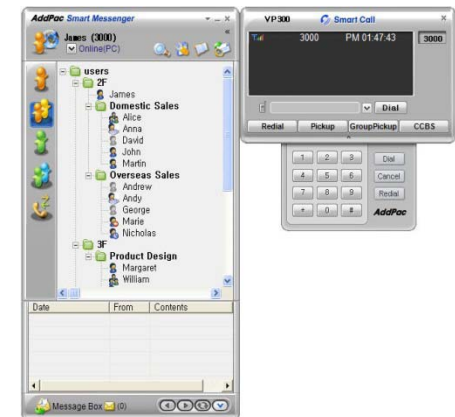 AddPac Smart Messenger
James (3000)
Online(PC)
users
2F
James
Domestic Sales
Alice
Anna
David
John
Martin
Overseas Sales
Andrew
Andy
George
Marie
Nicholas
3F
Product Design
Margaret
William
Date From Contents
Message Box (0)
VP300 Smart Call
3000 PM 01:47:43 3000
Dial
Redial Pickup GroupPickup CCBS
1 2 3 Dial
4 5 6 Cancel
7 8 9 Redial
* 0 # AddPac